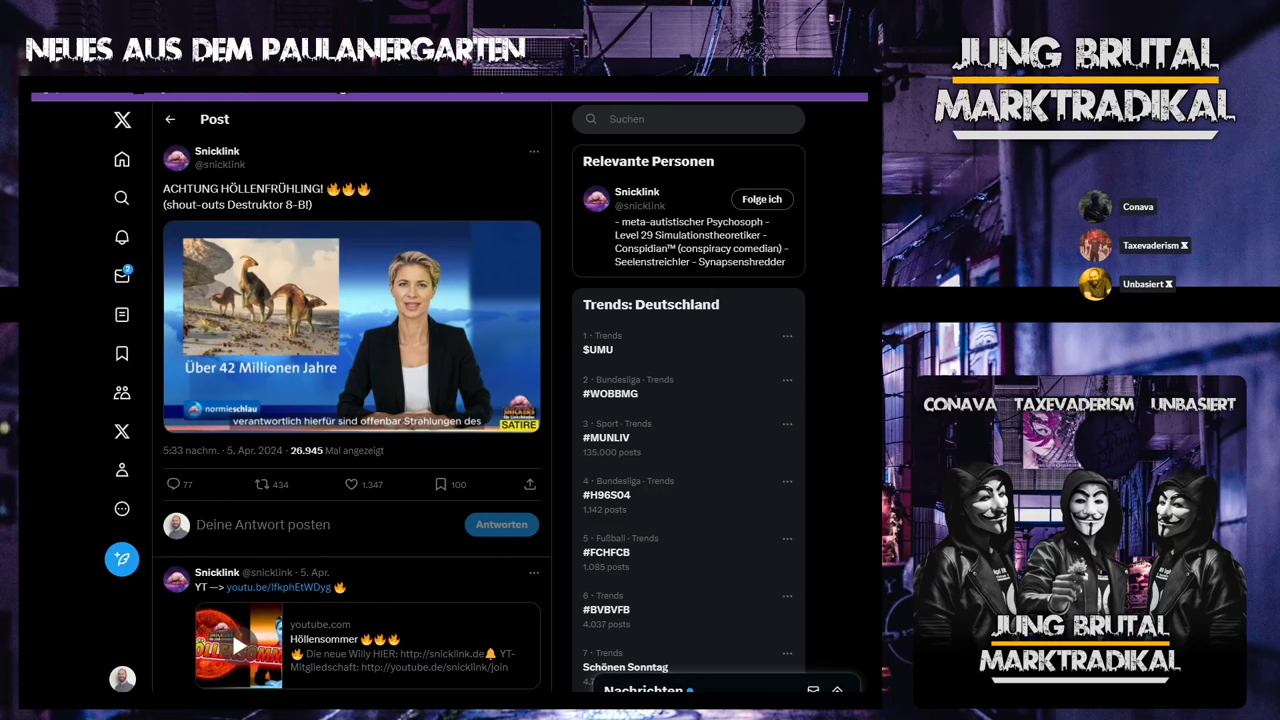 NEUES AUS DEM PAULANERGARTEN
JUNG BRUTAL
MARKTRADIKAL
Post
Snicklink
@snicklink
ACHTUNG HÖLLENFRÜHLING! 🔥🔥🔥
(shout-outs Destruktor 8-B!)
Über 42 Millionen Jahre
normieschlau
verantwortlich hierfür sind offenbar Strahlungen des
SATIRE
5:33 nachm. · 5. Apr. 2024 · 26.945 Mal angezeigt
77
434
1.347
100
Deine Antwort posten
Antworten
Snicklink @snicklink · 5. Apr.
YT —> youtu.be/lfkphEtWDyg 🔥
youtube.com
Höllensommer 🔥🔥🔥
🔥 Die neue Willy HIER: http://snicklink.de🔔 YT-
Mitgliedschaft: http://youtube.de/snicklink/join
2
Suchen
Relevante Personen
Snicklink
@snicklink
Folge ich
- meta-autistischer Psychosoph -
Level 29 Simulationstheoretiker -
Conspidian™ (conspiracy comedian) -
Seelenstreichler - Synapsenshredder
Trends: Deutschland
1 · Trends
$UMU
2 · Bundesliga · Trends
#WOBBMG
3 · Sport · Trends
#MUNLIV
135.000 posts
4 · Bundesliga · Trends
#H96S04
1.142 posts
5 · Fußball · Trends
#FCHFCB
1.085 posts
6 · Trends
#BVBVFB
4.037 posts
7 · Trends
Schönen Sonntag
Nachrichten
Conava
Taxevaderism X
Unbasiert X
CONAVA TAXEVADERISM UNBASIERT
JUNG BRUTAL
MARKTRADIKAL